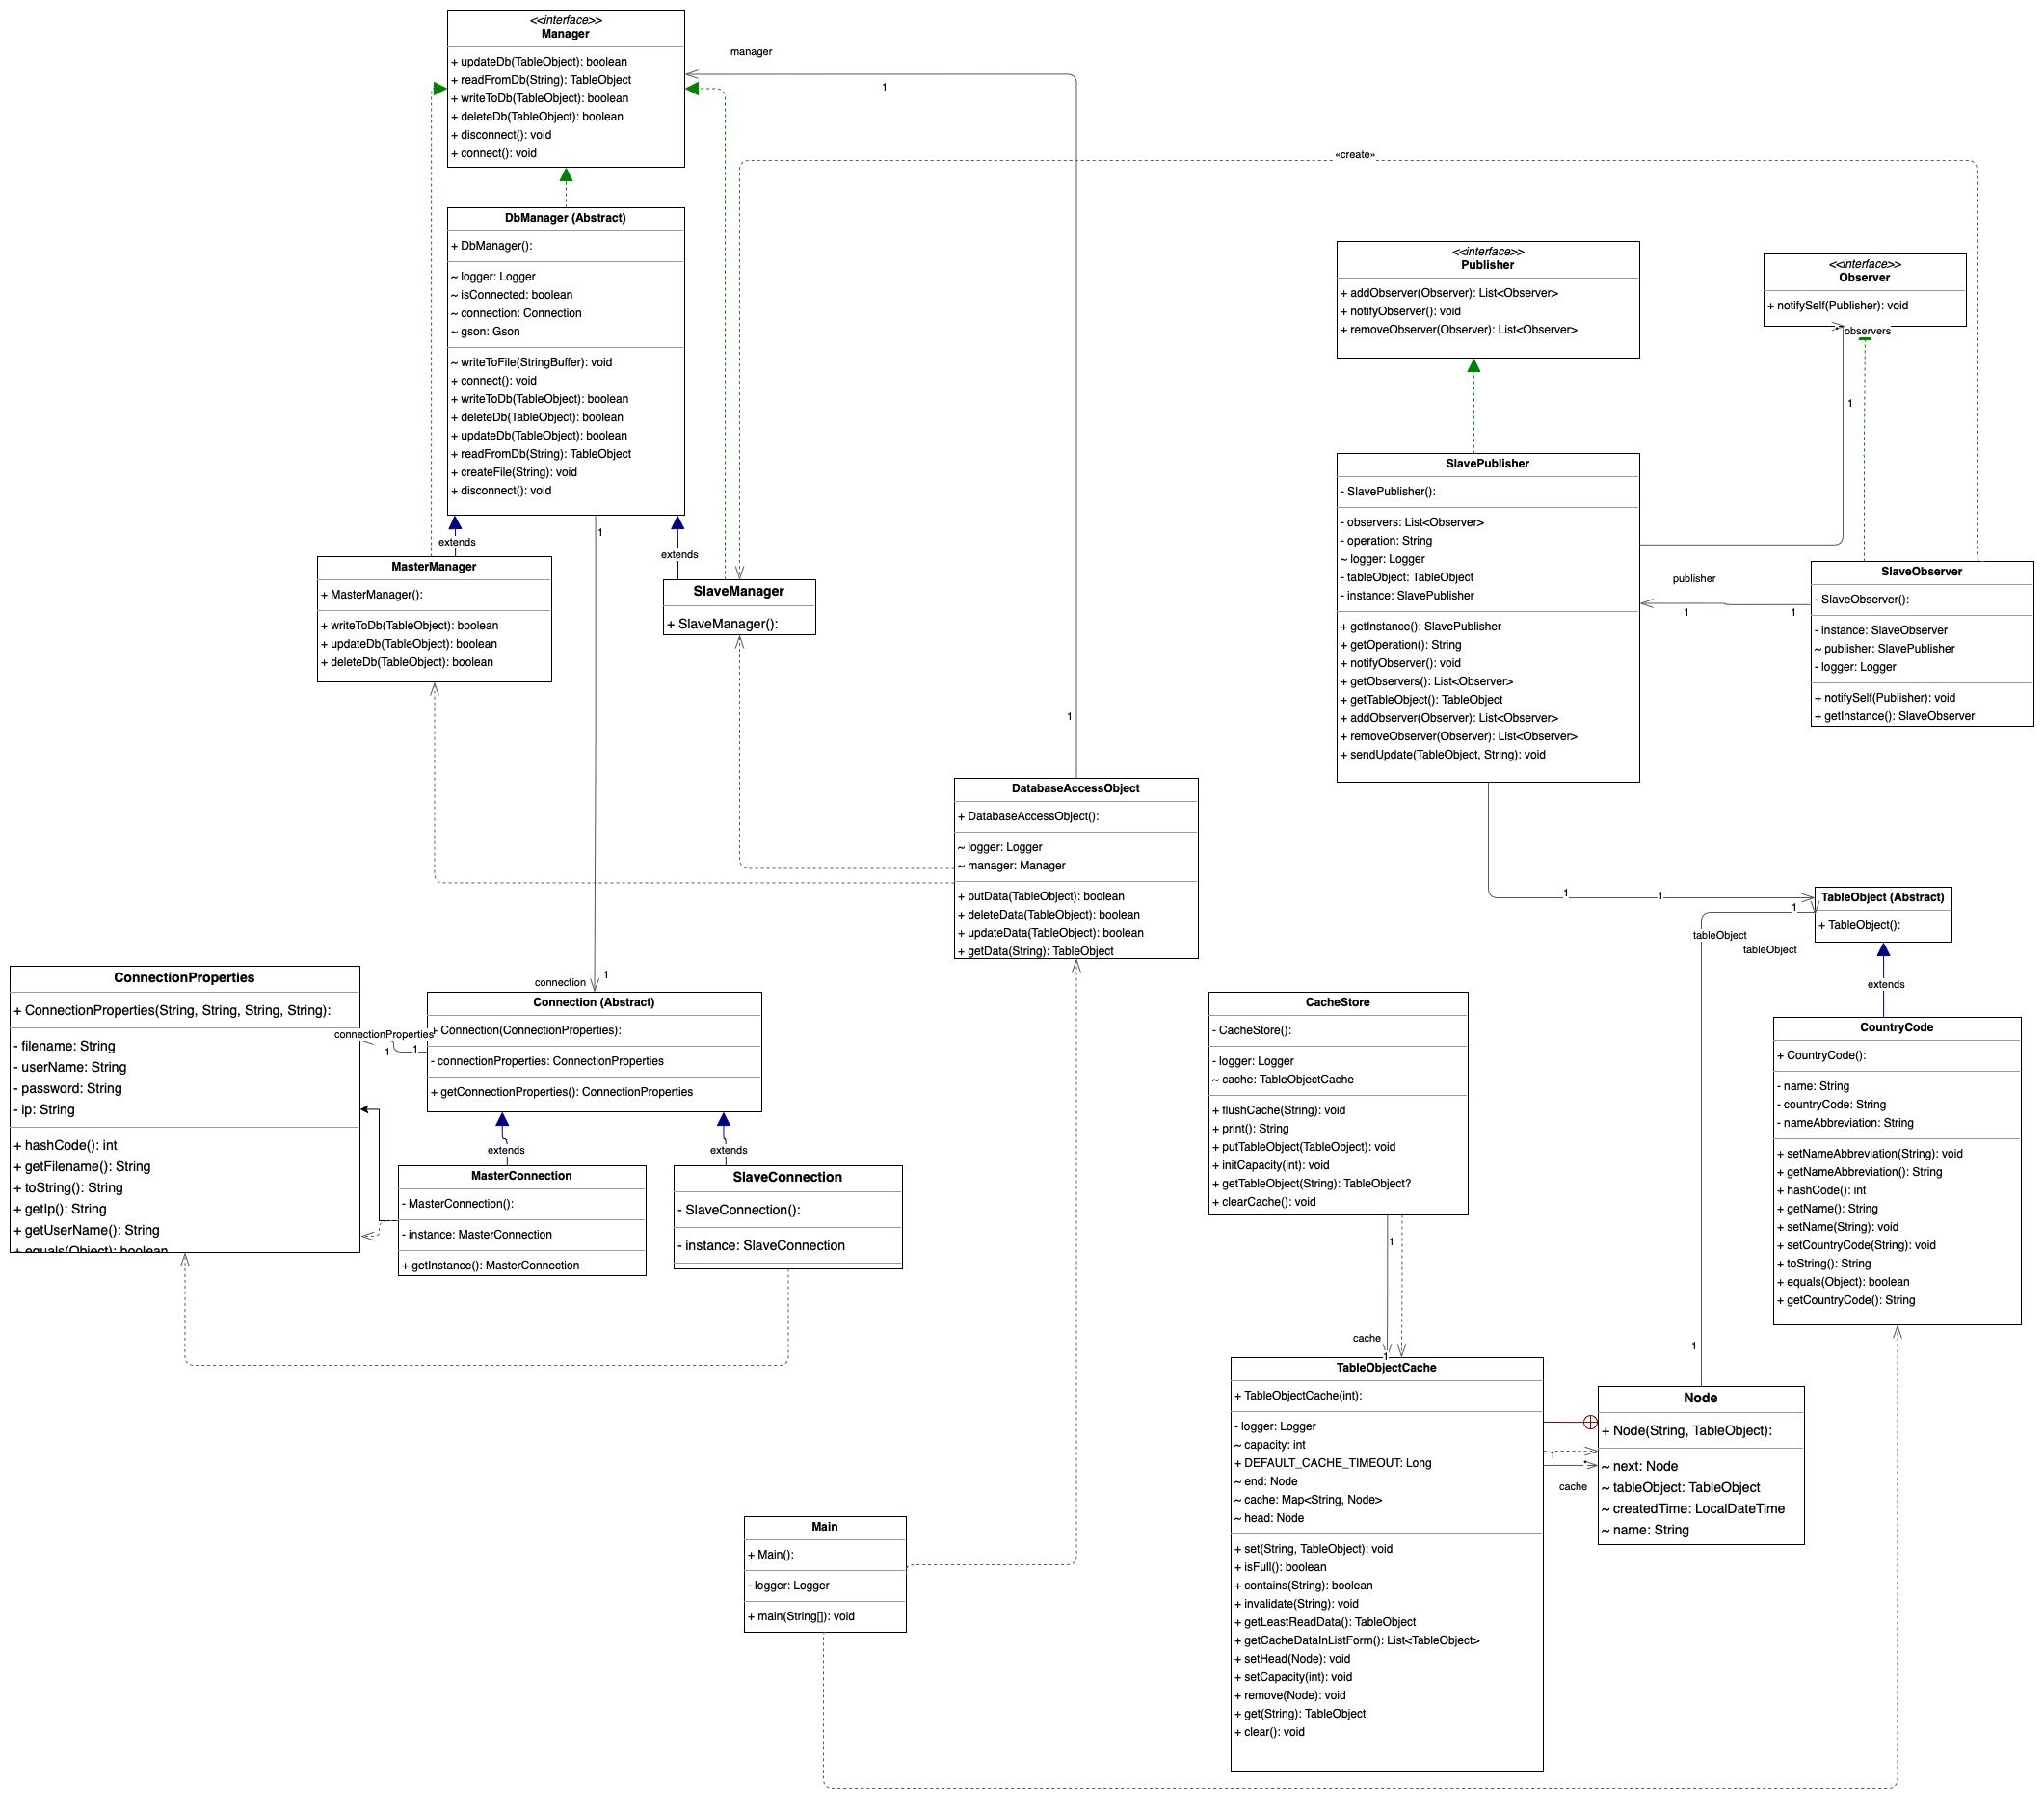 <<interface>>
Manager
+ updateDb(TableObject): boolean
+ readFromDb(String): TableObject
+ writeToDb(TableObject): boolean
+ deleteDb(TableObject): boolean
+ disconnect(): void
+ connect(): void
manager
1
«create»
DbManager (Abstract)
+ DbManager():
~ logger: Logger
~ isConnected: boolean
~ connection: Connection
~ gson: Gson
~ writeToFile(StringBuffer): void
+ connect(): void
+ writeToDb(TableObject): boolean
+ deleteDb(TableObject): boolean
+ updateDb(TableObject): boolean
+ readFromDb(String): TableObject
+ createFile(String): void
+ disconnect(): void
<<interface>>
Publisher
+ addObserver(Observer): List<Observer>
+ notifyObserver(): void
+ removeObserver(Observer): List<Observer>
<<interface>>
Observer
+ notifySelf(Publisher): void
*
observers
1
extends
1
extends
MasterManager
+ MasterManager():
+ writeToDb(TableObject): boolean
+ updateDb(TableObject): boolean
+ deleteDb(TableObject): boolean
SlaveManager
+ SlaveManager():
SlavePublisher
- SlavePublisher():
- observers: List<Observer>
- operation: String
~ logger: Logger
- tableObject: TableObject
- instance: SlavePublisher
+ getInstance(): SlavePublisher
+ getOperation(): String
+ notifyObserver(): void
+ getObservers(): List<Observer>
+ getTableObject(): TableObject
+ addObserver(Observer): List<Observer>
+ removeObserver(Observer): List<Observer>
+ sendUpdate(TableObject, String): void
publisher
1
1
SlaveObserver
- SlaveObserver():
- instance: SlaveObserver
~ publisher: SlavePublisher
- logger: Logger
+ notifySelf(Publisher): void
+ getInstance(): SlaveObserver
1
DatabaseAccessObject
+ DatabaseAccessObject():
~ logger: Logger
~ manager: Manager
+ putData(TableObject): boolean
+ deleteData(TableObject): boolean
+ updateData(TableObject): boolean
+ getData(String): TableObject
1
1
1
TableObject (Abstract)
+ TableObject():
tableObject
tableObject
extends
ConnectionProperties
+ ConnectionProperties(String, String, String, String):
- filename: String
- userName: String
- password: String
- ip: String
+ hashCode(): int
+ getFilename(): String
+ toString(): String
+ getIp(): String
+ getUserName(): String
+ equals(Object): boolean
connection
1
connectionProperties
1
1
Connection (Abstract)
+ Connection(ConnectionProperties):
- connectionProperties: ConnectionProperties
+ getConnectionProperties(): ConnectionProperties
extends
extends
MasterConnection
- MasterConnection():
- instance: MasterConnection
+ getInstance(): MasterConnection
SlaveConnection
- SlaveConnection():
- instance: SlaveConnection
CacheStore
- CacheStore():
- logger: Logger
~ cache: TableObjectCache
+ flushCache(String): void
+ print(): String
+ putTableObject(TableObject): void
+ initCapacity(int): void
+ getTableObject(String): TableObject?
+ clearCache(): void
CountryCode
+ CountryCode():
- name: String
- countryCode: String
- nameAbbreviation: String
+ setNameAbbreviation(String): void
+ getNameAbbreviation(): String
+ hashCode(): int
+ getName(): String
+ setName(String): void
+ setCountryCode(String): void
+ toString(): String
+ equals(Object): boolean
+ getCountryCode(): String
1
cache
1
1
TableObjectCache
+ TableObjectCache(int):
- logger: Logger
~ capacity: int
+ DEFAULT_CACHE_TIMEOUT: Long
~ end: Node
~ cache: Map<String, Node>
~ head: Node
+ set(String, TableObject): void
+ isFull(): boolean
+ contains(String): boolean
+ invalidate(String): void
+ getLeastReadData(): TableObject
+ getCacheDataInListForm(): List<TableObject>
+ setHead(Node): void
+ setCapacity(int): void
+ remove(Node): void
+ get(String): TableObject
+ clear(): void
1
*
cache
Node
+ Node(String, TableObject):
~ next: Node
~ tableObject: TableObject
~ createdTime: LocalDateTime
~ name: String
Main
+ Main():
- logger: Logger
+ main(String[]): void